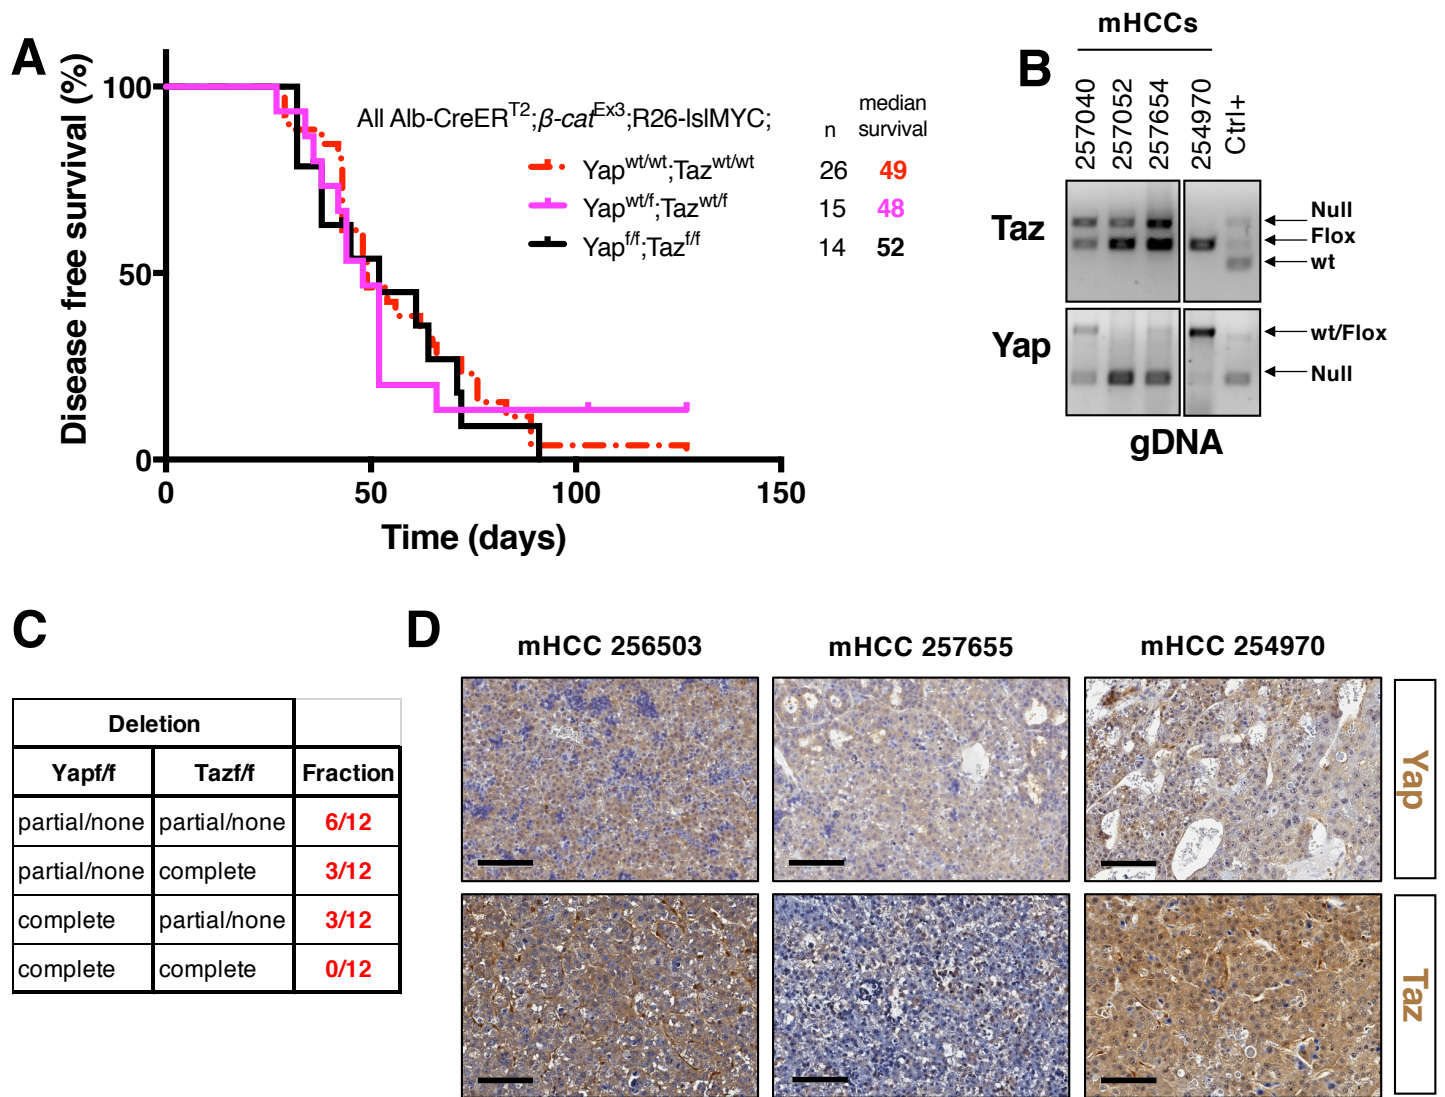 A
Disease free survival (%)
100
50
0
0
50
100
150
Time (days)
All Alb-CreERT2;β-catEx3;R26-lslMYC;
n
median
survival
Yapwt/wt;Tazwt/wt
26
49
Yapwt/f;Tazwt/f
15
48
Yapf/f;Tazf/f
14
52
B
mHCCs
257040
257052
257654
254970
Ctrl+
Taz
Null
Flox
wt
Yap
wt/Flox
Null
gDNA
C
Deletion
Yapf/f Tazf/f Fraction
partial/none partial/none 6/12
partial/none complete 3/12
complete partial/none 3/12
complete complete 0/12
D
mHCC 256503
mHCC 257655
mHCC 254970
Yap
Taz